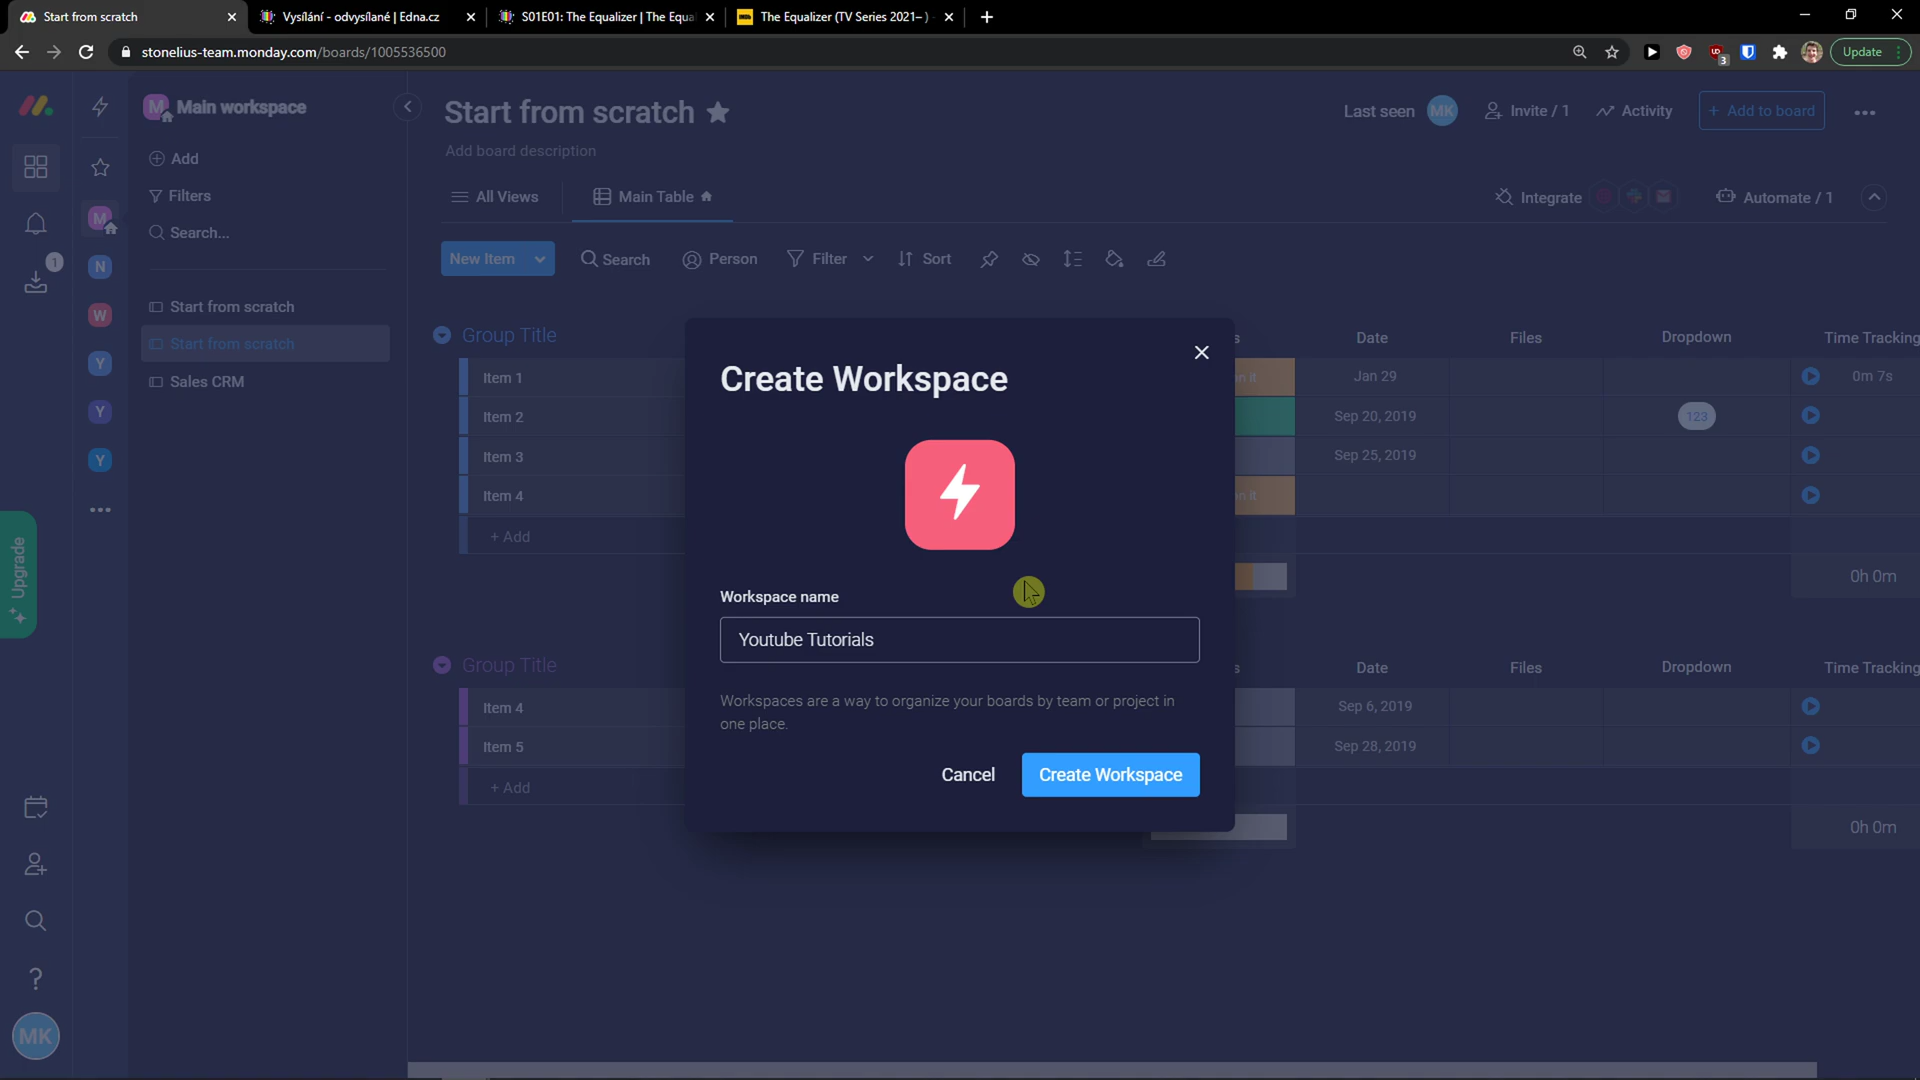 Start from scratch
Vysílání - odvysílané | Edna.cz
S01E01: The Equalizer | The Equa
The Equalizer (TV Series 2021– ) -
stonelius-team.monday.com/boards/1005536500
3
Update
M Main workspace
Start from scratch
Last seen MK
Invite / 1
Activity
+ Add to board
Add
Add board description
Filters
All Views
Main Table
Integrate
Automate / 1
M
Search...
1
N
New Item
Search
Person
Filter
Sort
Start from scratch
W
Start from scratch
Group Title
Date
Files
Dropdown
Time Tracking
Y
Sales CRM
Item 1
n it
Jan 29
0m 7s
Y
Item 2
Sep 20, 2019
123
Y
Item 3
Sep 25, 2019
Item 4
n it
+ Add
0h 0m
Upgrade
Create Workspace
Workspace name
Youtube Tutorials
Workspaces are a way to organize your boards by team or project in
one place.
Cancel
Create Workspace
Group Title
s
Date
Files
Dropdown
Time Tracking
Item 4
Sep 6, 2019
Item 5
Sep 28, 2019
+ Add
0h 0m
?
MK